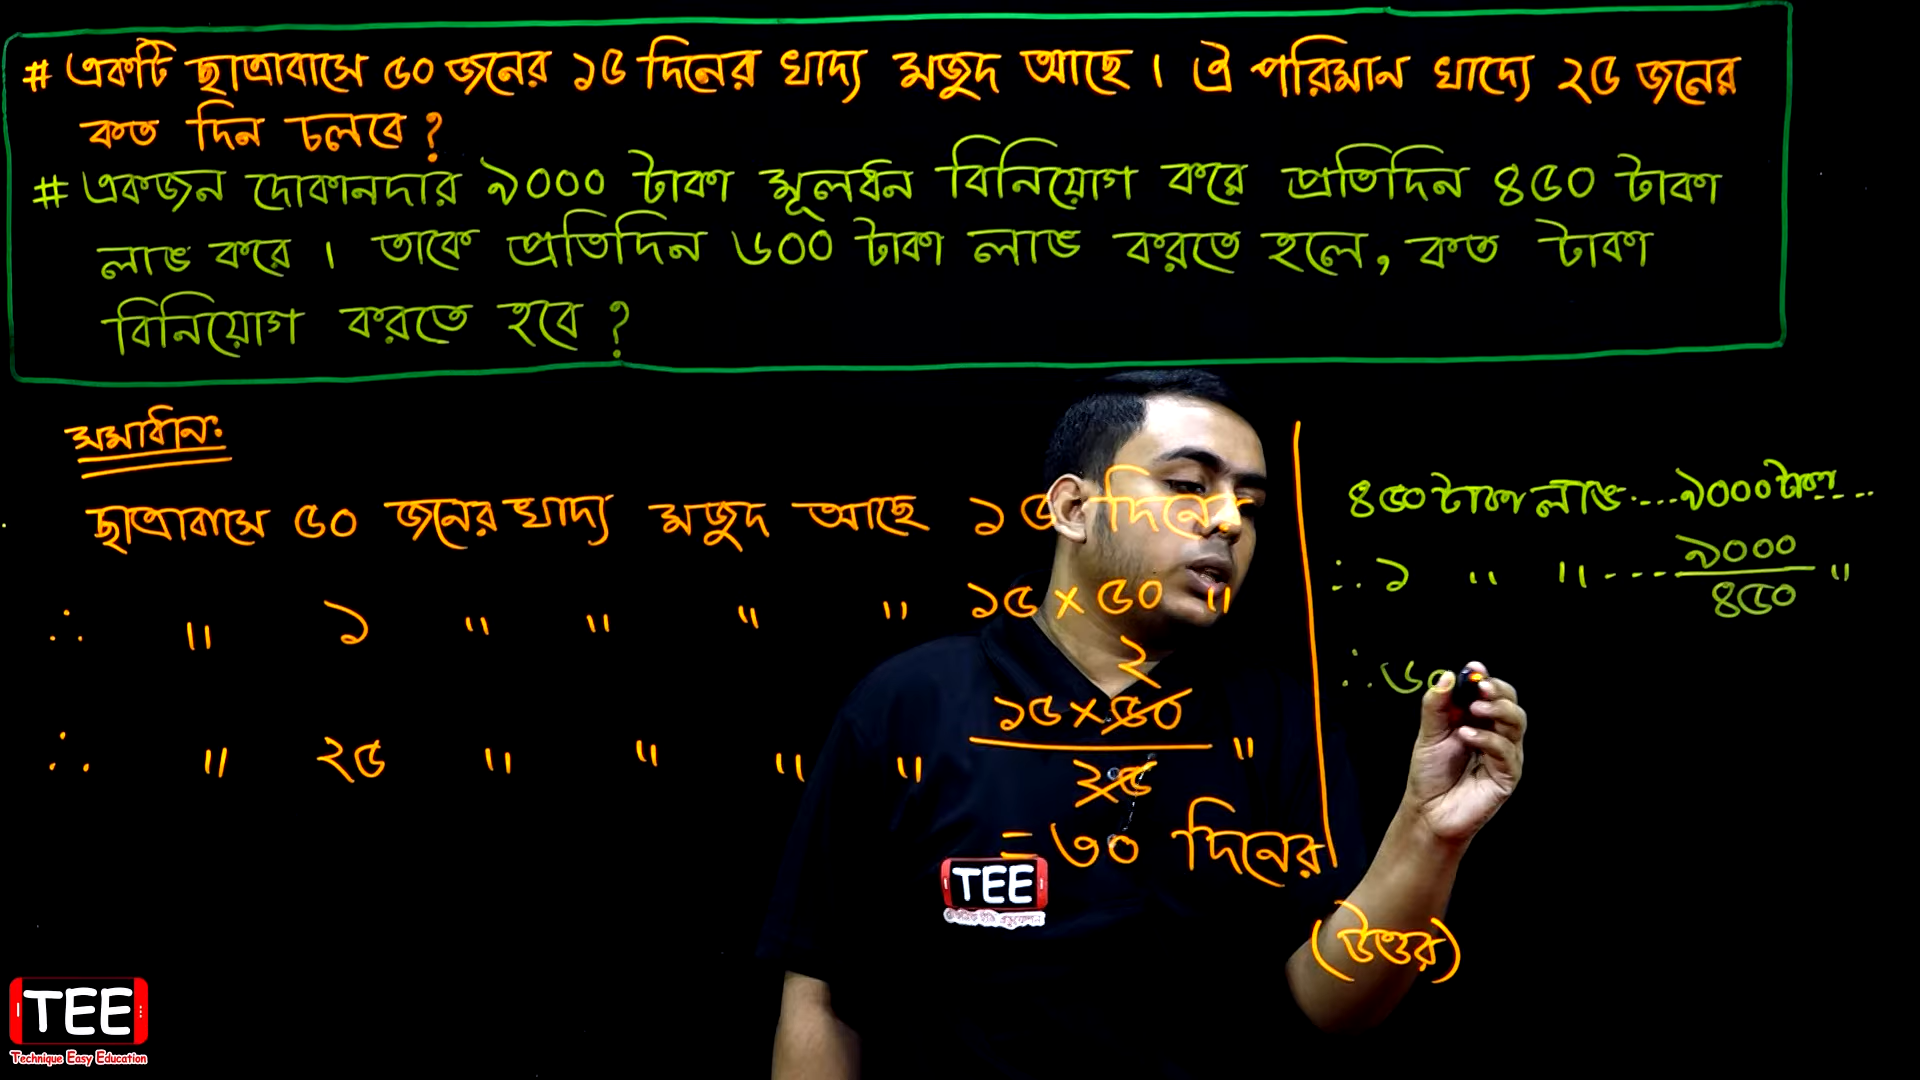 # একটি ছাত্রাবাসে ৫০ জনের ১৫ দিনের খাদ্য মজুদ আছে। ঐ পরিমান খাদ্যে ২৫ জনের
কত দিন চলবে ?
# একজন দোকানদার ৯০০০ টাকা মূলধন বিনিয়োগ করে প্রতিদিন ৪৫০ টাকা
লাভ করে। তাকে প্রতিদিন ৬০০ টাকা লাভ করতে হলে, কত টাকা
বিনিয়োগ করতে হবে ?
সমাধান:
ছাত্রাবাসে ৫০ জনের খাদ্য মজুদ আছে ১৫ দিনের
∴ " ১ " " " " ১৫ × ৫০ "
২
১৫ × ৫০
∴ " ২৫ " " " " "
২৫
= ৩০ দিনের
(উত্তর)
৪৫০ টাকা লাভ....৯০০০ টাকা...
৯০০০
∴ ১ " " --- "
৪৫০
∴ ৬০
TEE
TEE
Technique Easy Education